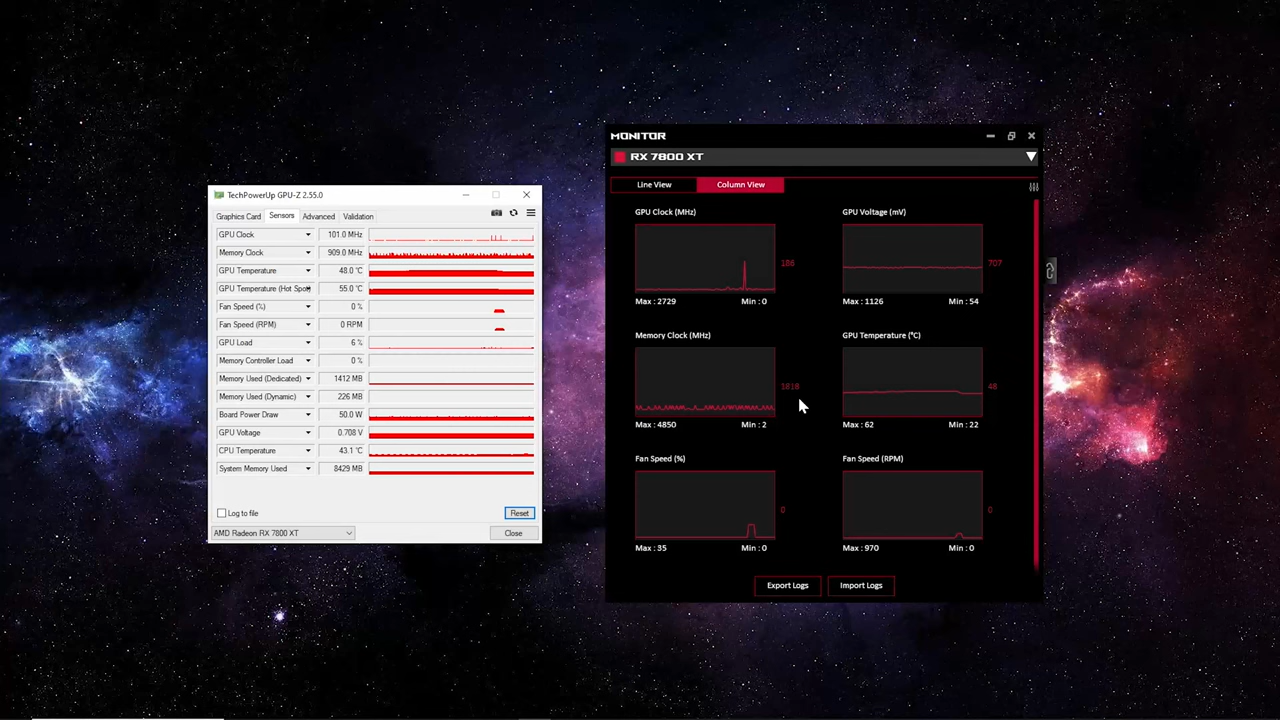 TechPowerUp GPU-Z 2.55.0
Graphics Card Sensors Advanced Validation
GPU Clock 101.0 MHz
Memory Clock 909.0 MHz
GPU Temperature 48.0 °C
GPU Temperature (Hot Spot) 55.0 °C
Fan Speed (%) 0 %
Fan Speed (RPM) 0 RPM
GPU Load 6 %
Memory Controller Load 0 %
Memory Used (Dedicated) 1412 MB
Memory Used (Dynamic) 226 MB
Board Power Draw 50.0 W
GPU Voltage 0.708 V
CPU Temperature 43.1 °C
System Memory Used 8429 MB
Log to file Reset
AMD Radeon RX 7800 XT Close
MONITOR
RX 7800 XT
Line View Column View
GPU Clock (MHz)
186
Max : 2729 Min : 0
GPU Voltage (mV)
707
Max : 1126 Min : 54
Memory Clock (MHz)
1818
Max : 4850 Min : 2
GPU Temperature (°C)
48
Max : 62 Min : 22
Fan Speed (%)
0
Max : 35 Min : 0
Fan Speed (RPM)
0
Max : 970 Min : 0
Export Logs Import Logs